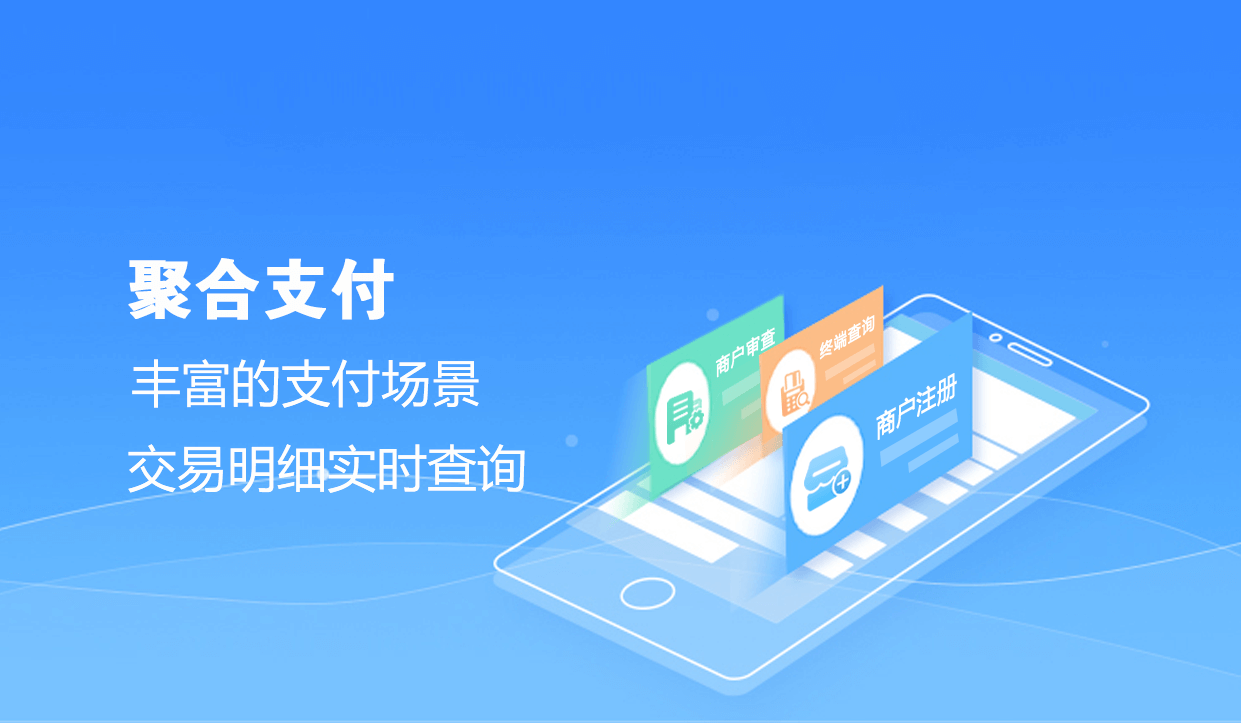 聚合支付
丰富的支付场景
交易明细实时查询
商户审查
终端查询
商户注册